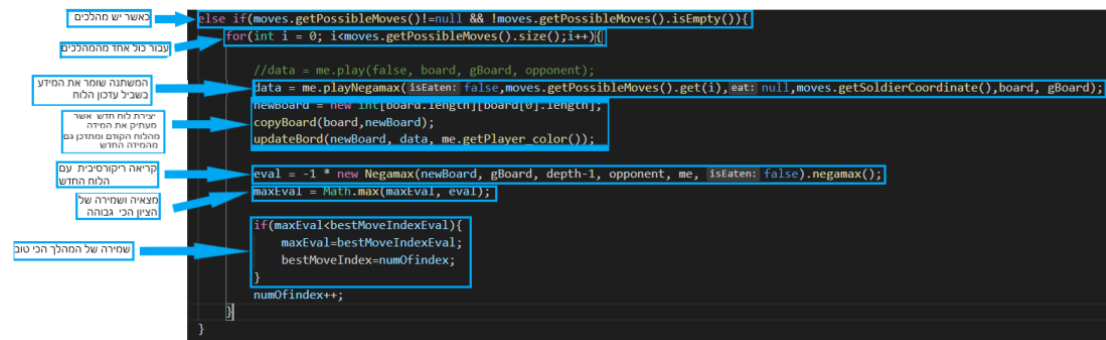 כאשר יש מהלכים
else if(moves.getPossibleMoves()!=null && !moves.getPossibleMoves().isEmpty()){
עבור כול אחד מהמהלכים
for(int i = 0; i<moves.getPossibleMoves().size();i++){
//data = me.play(false, board, gBoard, opponent);
המשתנה שומר את המידע
בשביל עדכון הלוח
data = me.playNegamax(isEaten: false,moves.getPossibleMoves().get(i),eat: null,moves.getSoldierCoordinate(),board, gBoard);
יצירת לוח חדש אשר
מעתיק את המידה
מהלוח הקודם ומתדכן גם
מהמידה החדש
newBoard = new int[board.length][board[0].length];
copyBoard(board,newBoard);
updateBord(newBoard, data, me.getPlayer_color());
קריאה ריקורסיבית עם
הלוח החדש
eval = -1 * new Negamax(newBoard, gBoard, depth-1, opponent, me, isEaten: false).negamax();
מצאיה ושמירה של
הציון הכי גבוהה
maxEval = Math.max(maxEval, eval);
שמירה של המהלך הכי טוב
if(maxEval<bestMoveIndexEval){
maxEval=bestMoveIndexEval;
bestMoveIndex=numOfindex;
}
numOfindex++;
}
}